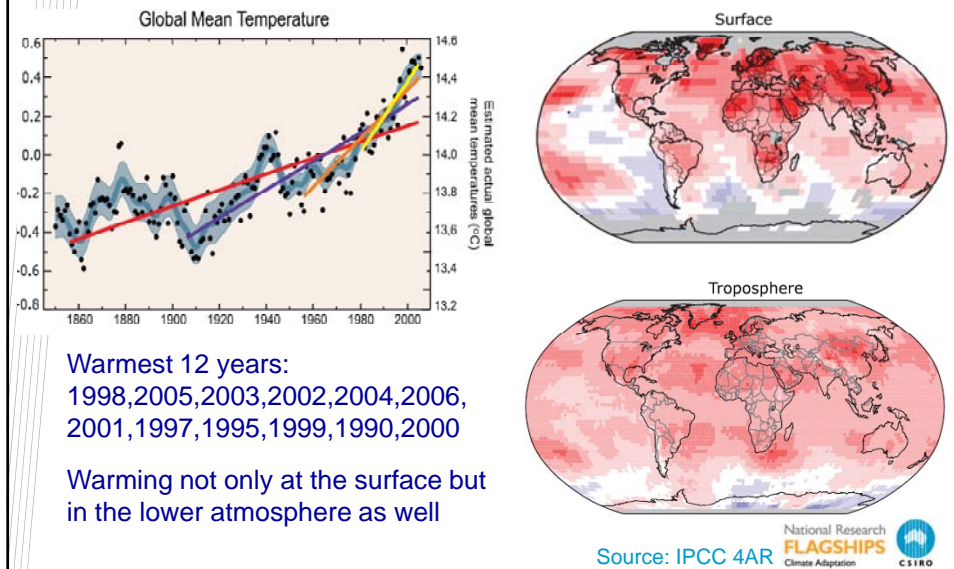 Global Mean Temperature
0.6
0.4
0.2
0.0
-0.2
-0.4
-0.6
-0.8
14.6
14,4
14.2
14.0
13.8
13.6
13,4
13.2
Estimated actual global
mean temperatures (°C)
1860 1880 1900 1920 1940 1960 1980 2000
Warmest 12 years:
1998,2005,2003,2002,2004,2006,
2001,1997,1995,1999,1990,2000
Warming not only at the surface but
in the lower atmosphere as well
Surface
Troposphere
Source: IPCC 4AR
National Research
FLAGSHIPS
Climate Adaptation
CSIRO